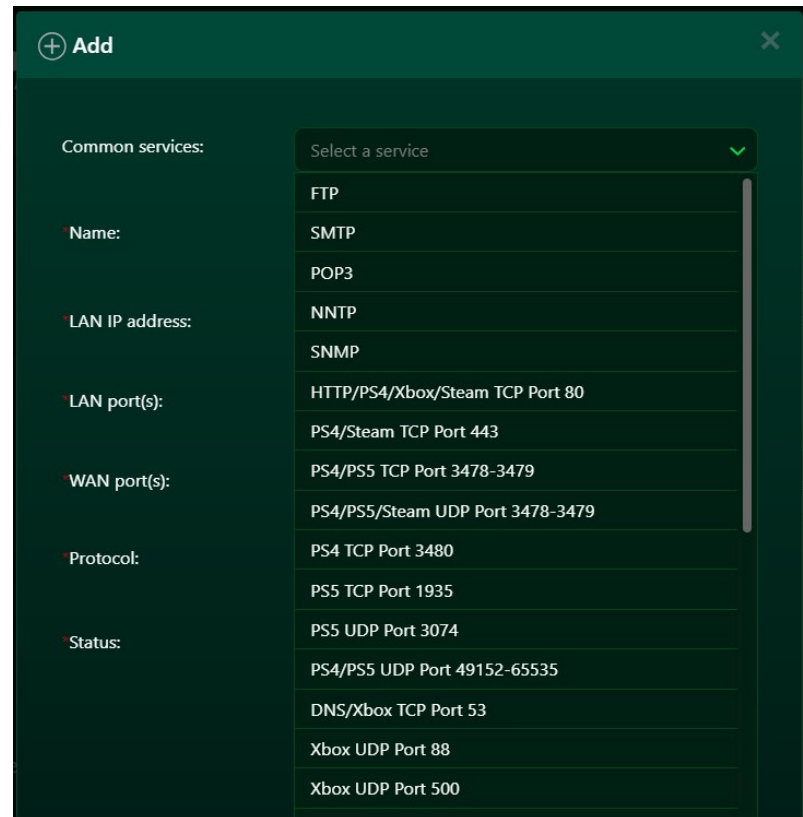 Add
Common services:
Select a service
FTP
*Name:
SMTP
POP3
*LAN IP address:
NNTP
SNMP
*LAN port(s):
HTTP/PS4/Xbox/Steam TCP Port 80
PS4/Steam TCP Port 443
*WAN port(s):
PS4/PS5 TCP Port 3478-3479
PS4/PS5/Steam UDP Port 3478-3479
*Protocol:
PS4 TCP Port 3480
PS5 TCP Port 1935
*Status:
PS5 UDP Port 3074
PS4/PS5 UDP Port 49152-65535
DNS/Xbox TCP Port 53
Xbox UDP Port 88
Xbox UDP Port 500